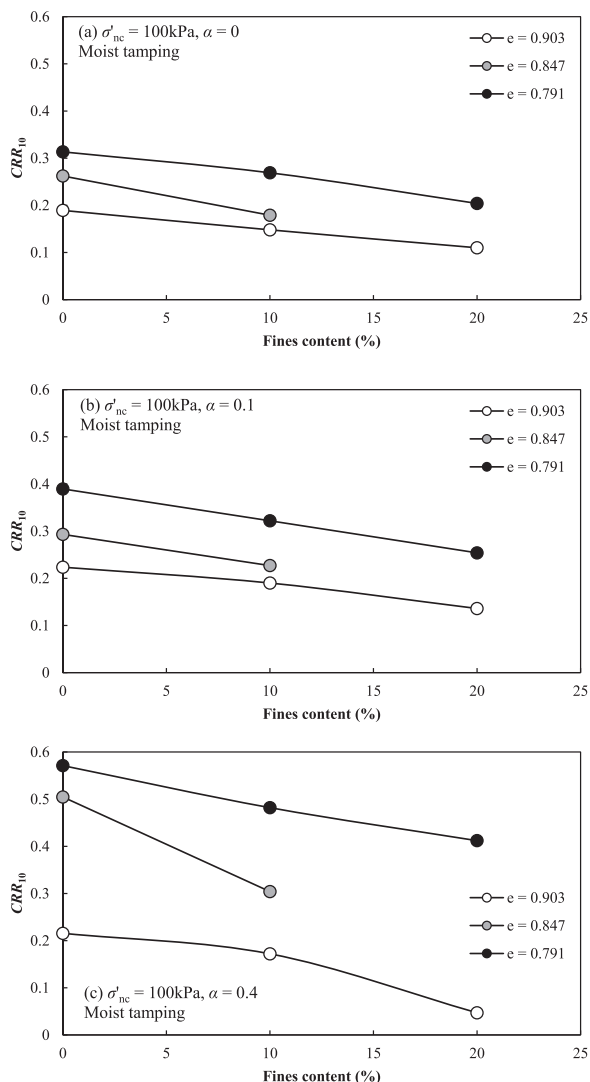 (a) σ'nc = 100kPa, α = 0
Moist tamping
e = 0.903
e = 0.847
e = 0.791
CRR10
0.6
0.5
0.4
0.3
0.2
0.1
0
0 5 10 15 20 25
Fines content (%)
(b) σ'nc = 100kPa, α = 0.1
Moist tamping
e = 0.903
e = 0.847
e = 0.791
CRR10
0.6
0.5
0.4
0.3
0.2
0.1
0
0 5 10 15 20 25
Fines content (%)
0.6
0.5
0.4
0.3
0.2
0.1
0
CRR10
e = 0.903
e = 0.847
e = 0.791
(c) σ'nc = 100kPa, α = 0.4
Moist tamping
0 5 10 15 20 25
Fines content (%)